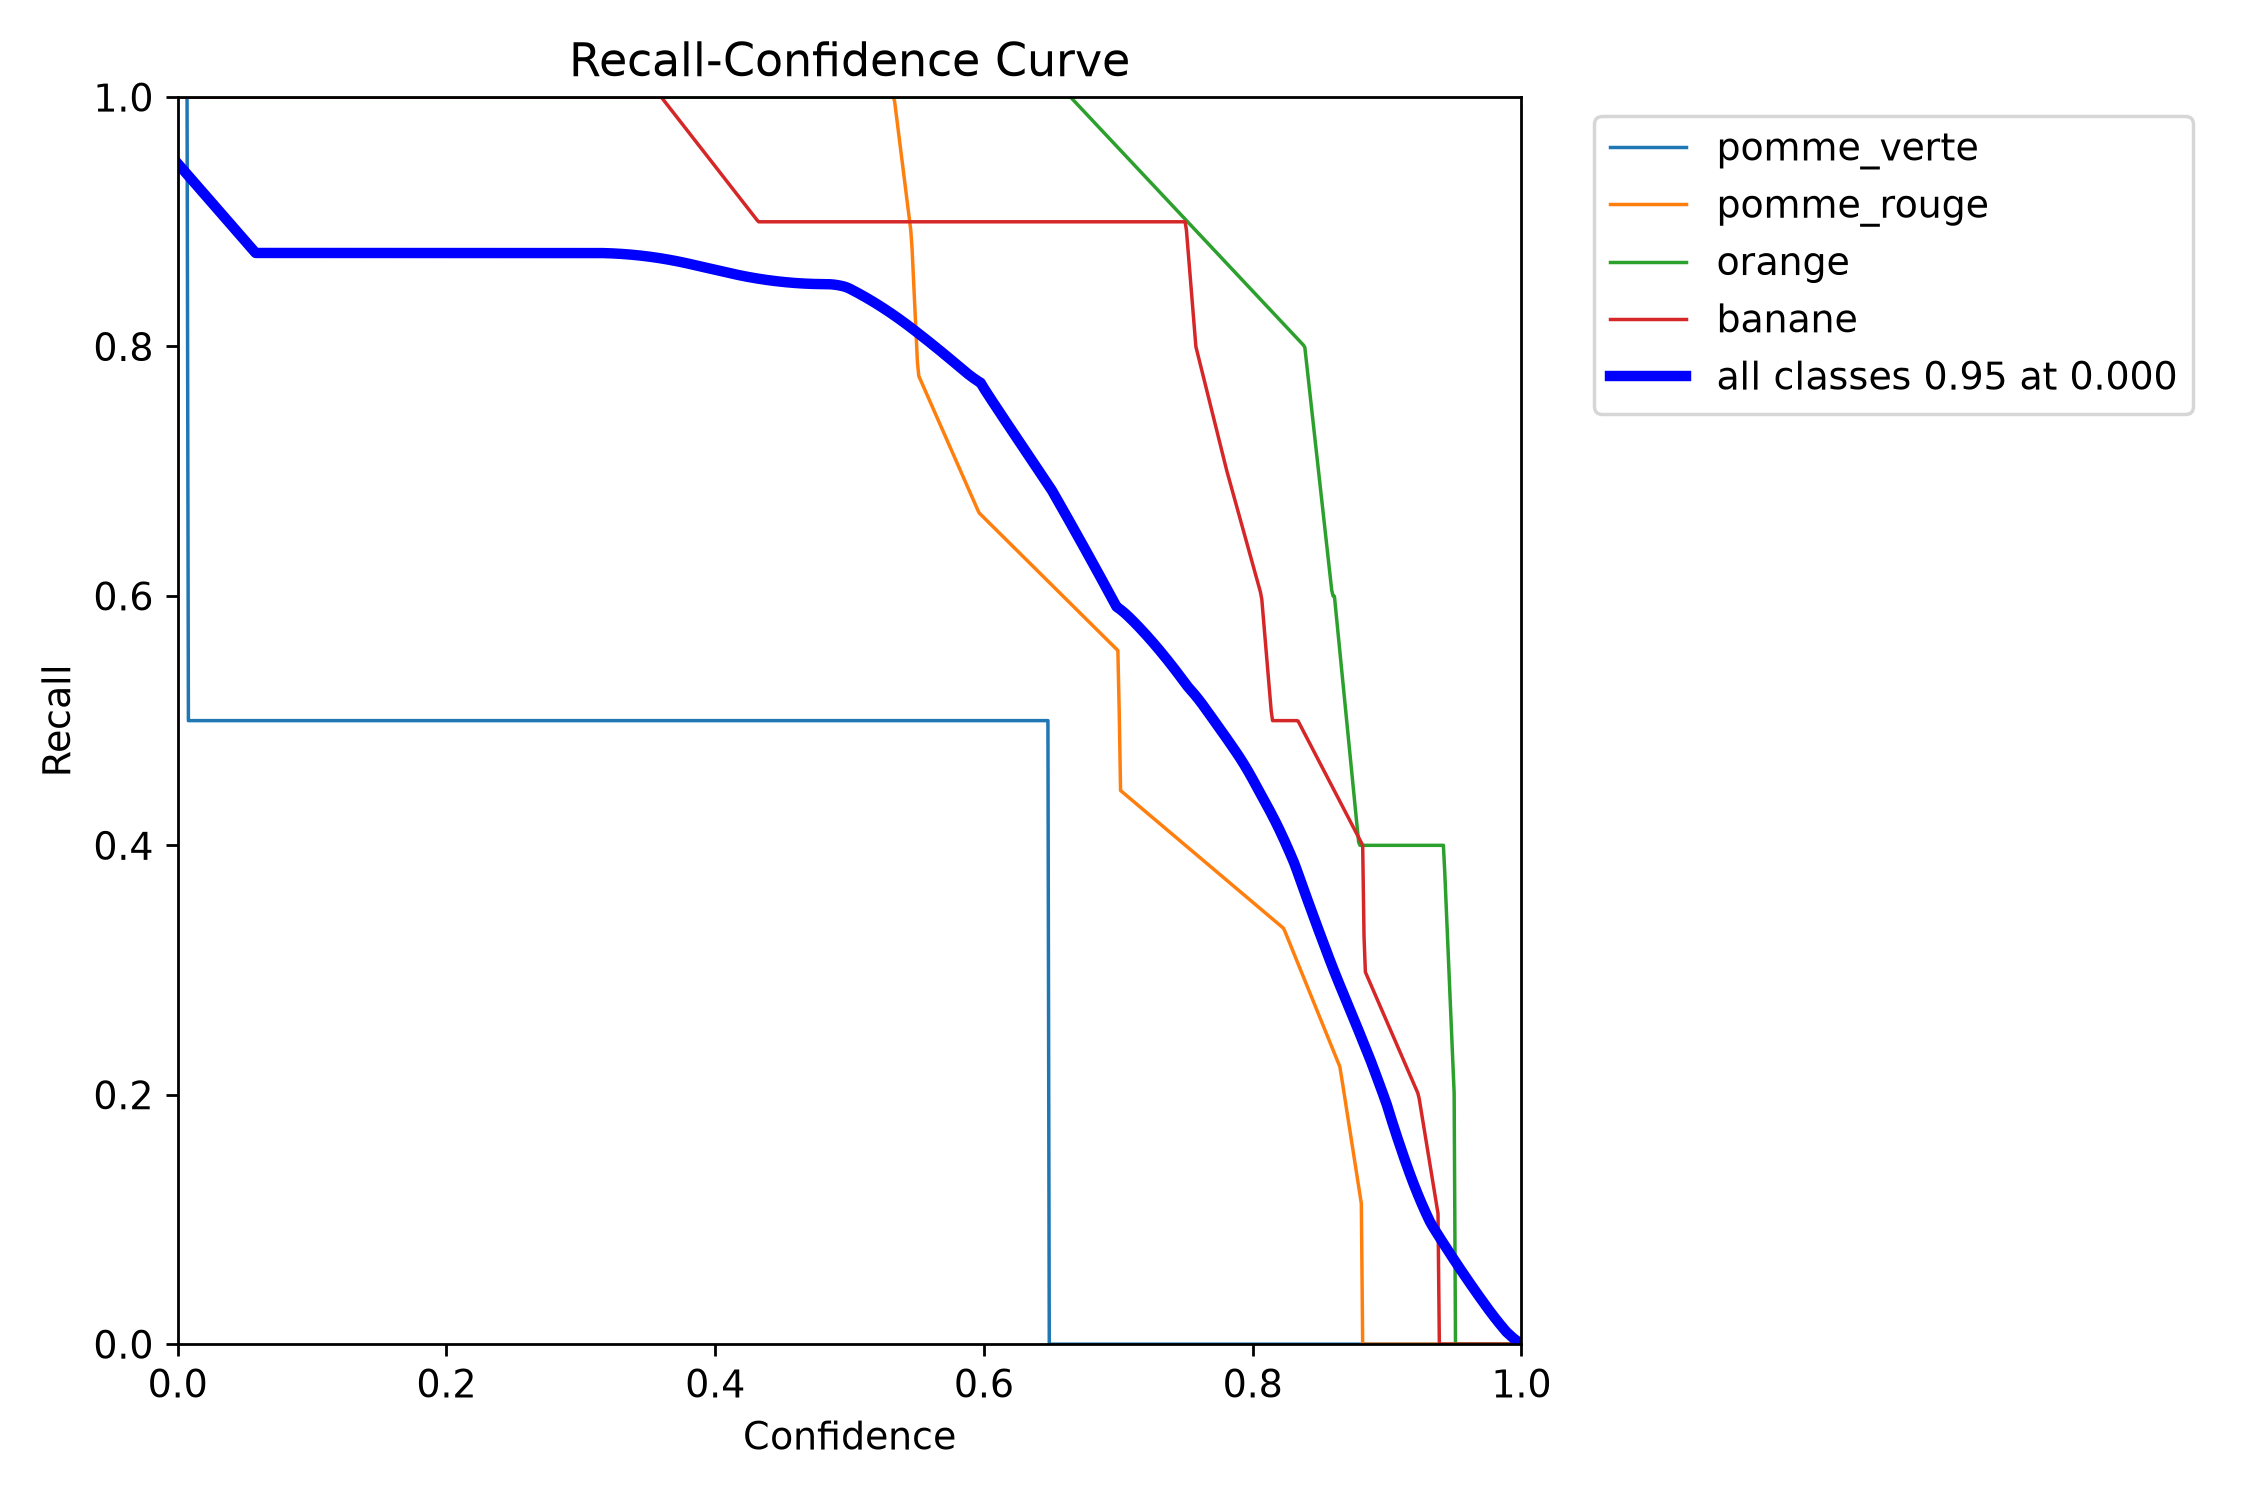 Recall-Confidence Curve
1.0
0.8
0.6
0.4
0.2
0.0
Recall
0.0 0.2 0.4 0.6 0.8 1.0
Confidence
pomme_verte
pomme_rouge
orange
banane
all classes 0.95 at 0.000